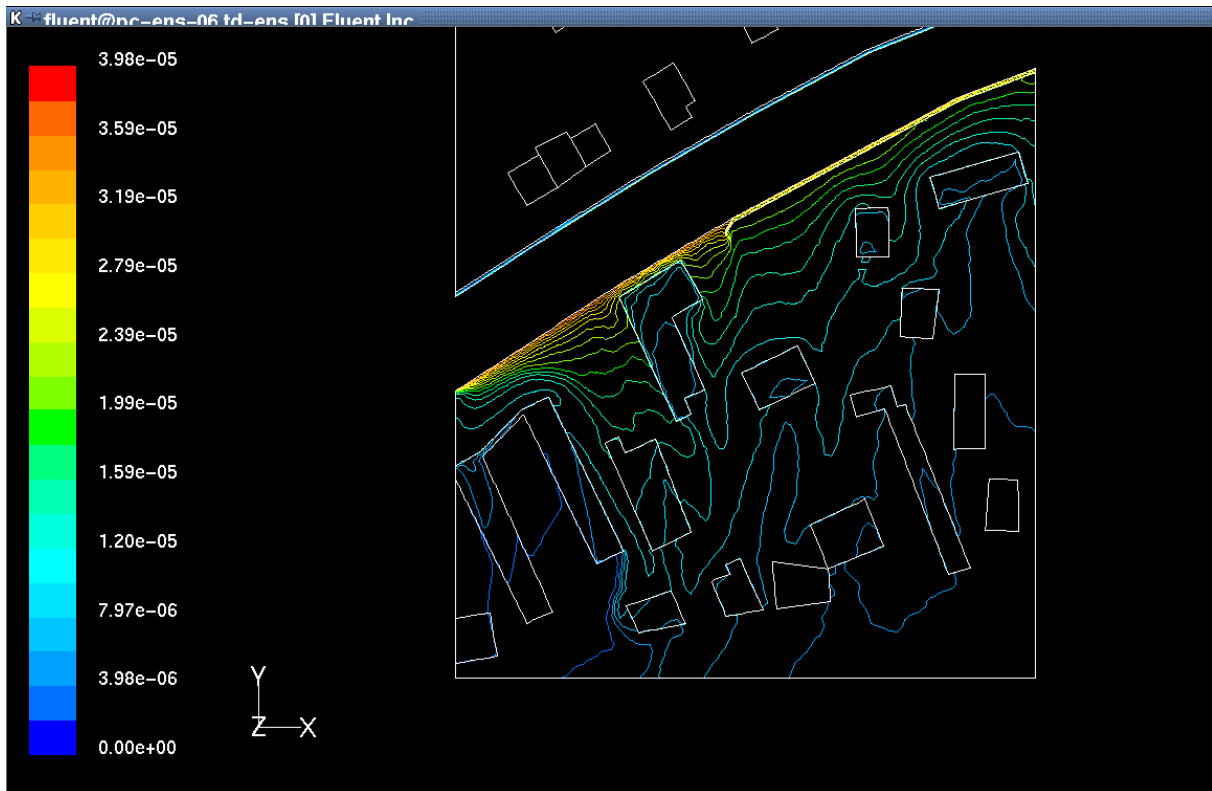 K fluent@pc-ens-06.td-ens [0] Fluent Inc
3.98e-05
3.59e-05
3.19e-05
2.79e-05
2.39e-05
1.99e-05
1.59e-05
1.20e-05
7.97e-06
3.98e-06
0.00e+00
Y
Z X